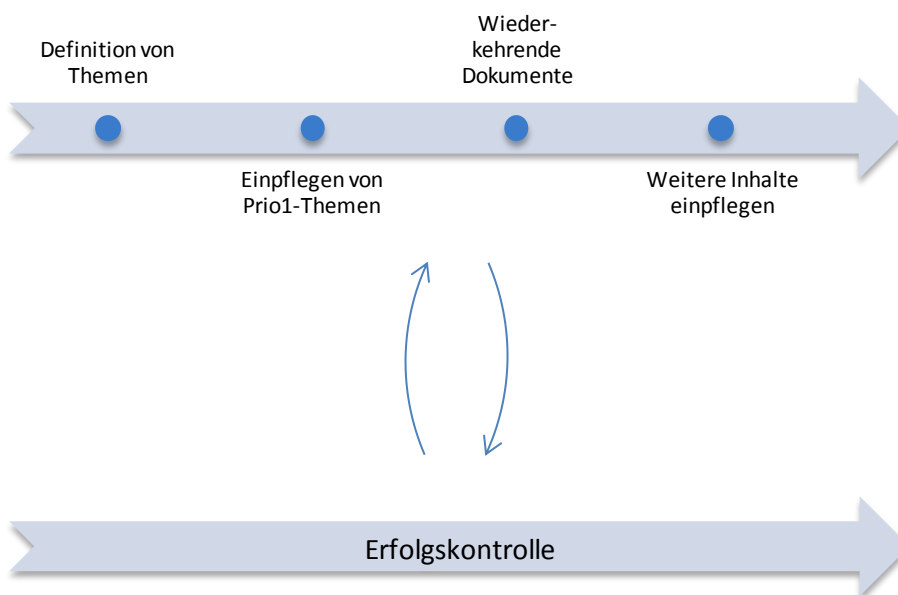 Definition von
Themen
Wieder-
kehrende
Dokumente
Einpflegen von
Prio1-Themen
Weitere Inhalte
einpflegen
Erfolgskontrolle